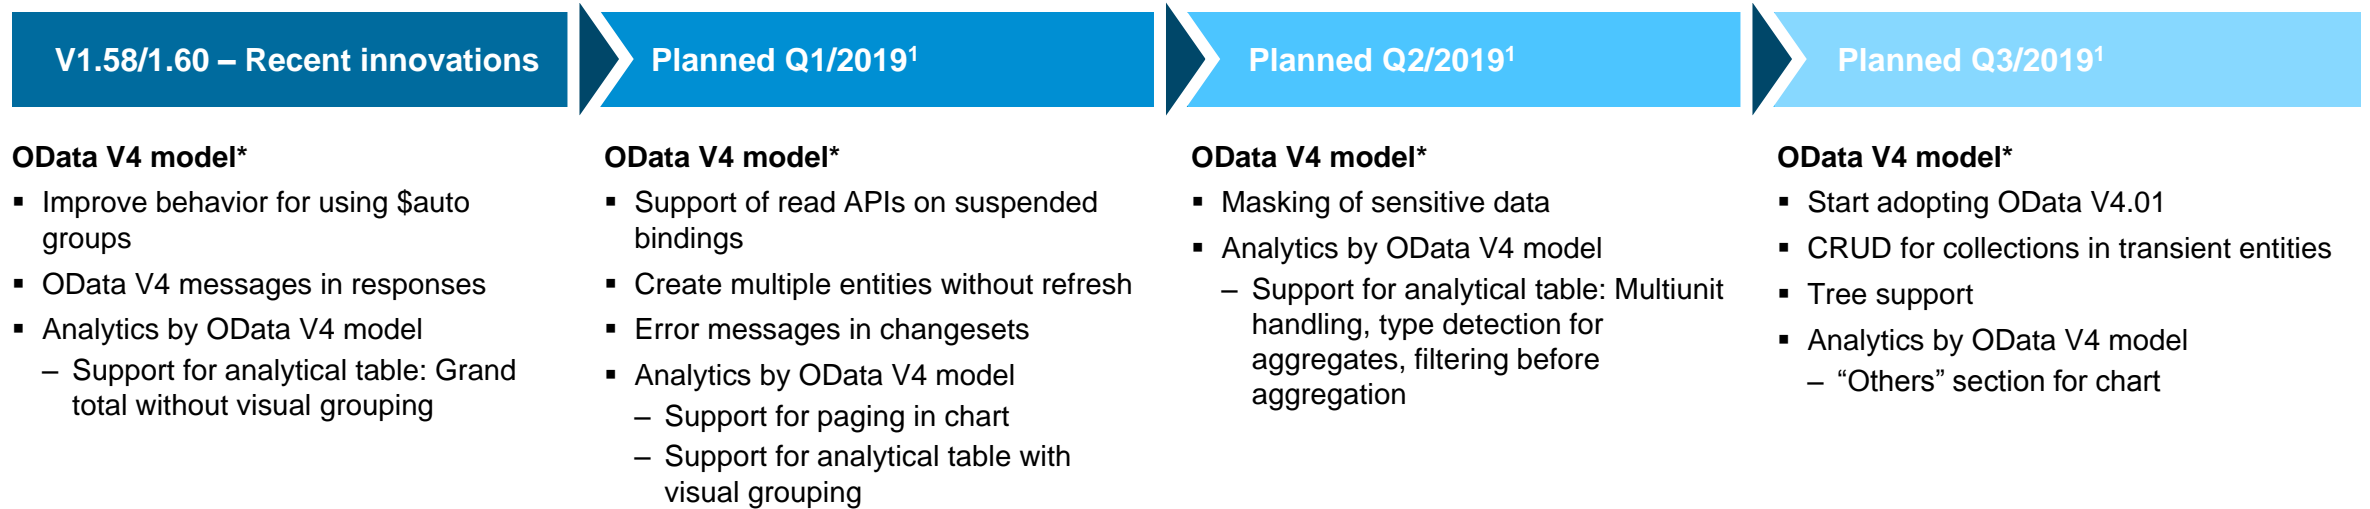 V1.58/1.60 – Recent innovations
Planned Q1/2019¹
Planned Q2/2019¹
Planned Q3/2019¹
OData V4 model*
▪ Improve behavior for using $auto
groups
▪ OData V4 messages in responses
▪ Analytics by OData V4 model
– Support for analytical table: Grand
total without visual grouping
OData V4 model*
▪ Support of read APIs on suspended
bindings
▪ Create multiple entities without refresh
▪ Error messages in changesets
▪ Analytics by OData V4 model
– Support for paging in chart
– Support for analytical table with
visual grouping
OData V4 model*
▪ Masking of sensitive data
▪ Analytics by OData V4 model
– Support for analytical table: Multiunit
handling, type detection for
aggregates, filtering before
aggregation
OData V4 model*
▪ Start adopting OData V4.01
▪ CRUD for collections in transient entities
▪ Tree support
▪ Analytics by OData V4 model
– “Others” section for chart